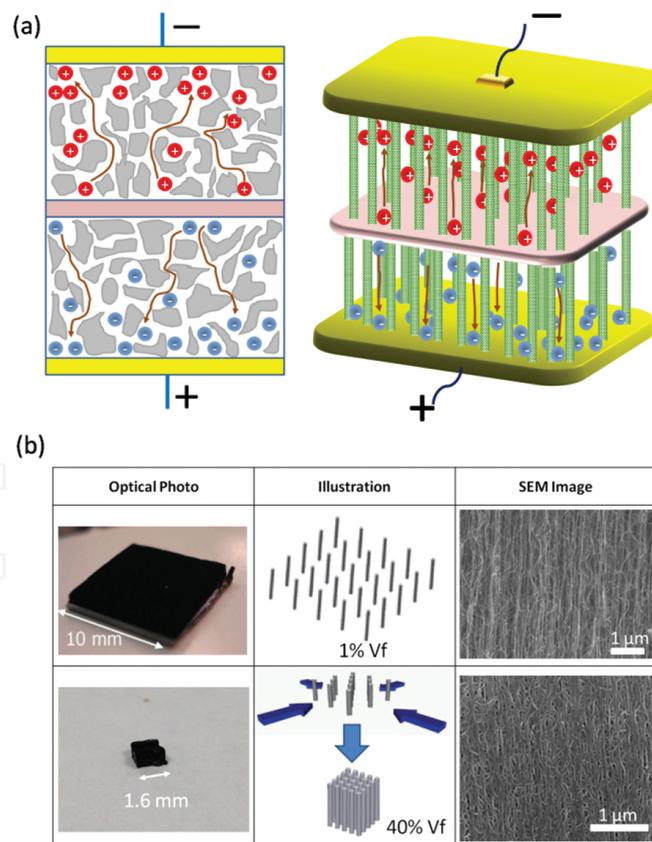 (a)
−
−
+
+
(b)
Optical Photo
Illustration
SEM Image
10 mm
1% Vf
1 µm
1.6 mm
40% Vf
1 µm